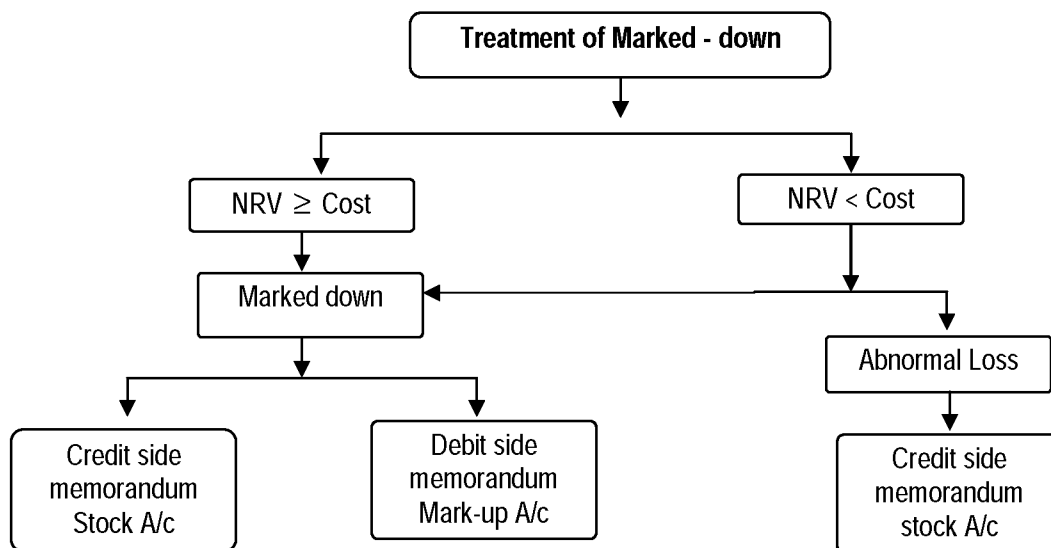 Treatment of Marked - down
NRV ≥ Cost
NRV < Cost
Marked down
Abnormal Loss
Credit side
memorandum
Stock A/c
Debit side
memorandum
Mark-up A/c
Credit side
memorandum
stock A/c